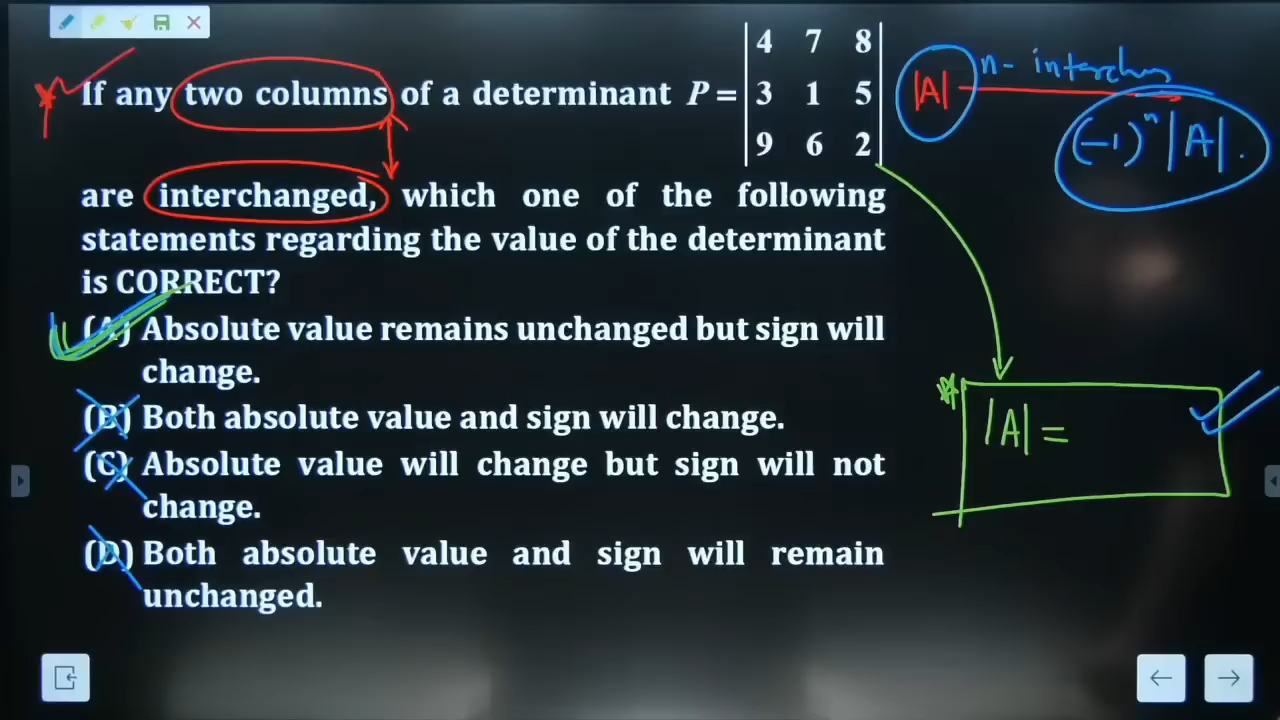 If any two columns of a determinant P = | 4 7 8 |
| 3 1 5 |
| 9 6 2 |
are interchanged, which one of the following
statements regarding the value of the determinant
is CORRECT?
(A) Absolute value remains unchanged but sign will
change.
(B) Both absolute value and sign will change.
(C) Absolute value will change but sign will not
change.
(D) Both absolute value and sign will remain
unchanged.
|A| n-
(-1)ⁿ |A|.
|A| =